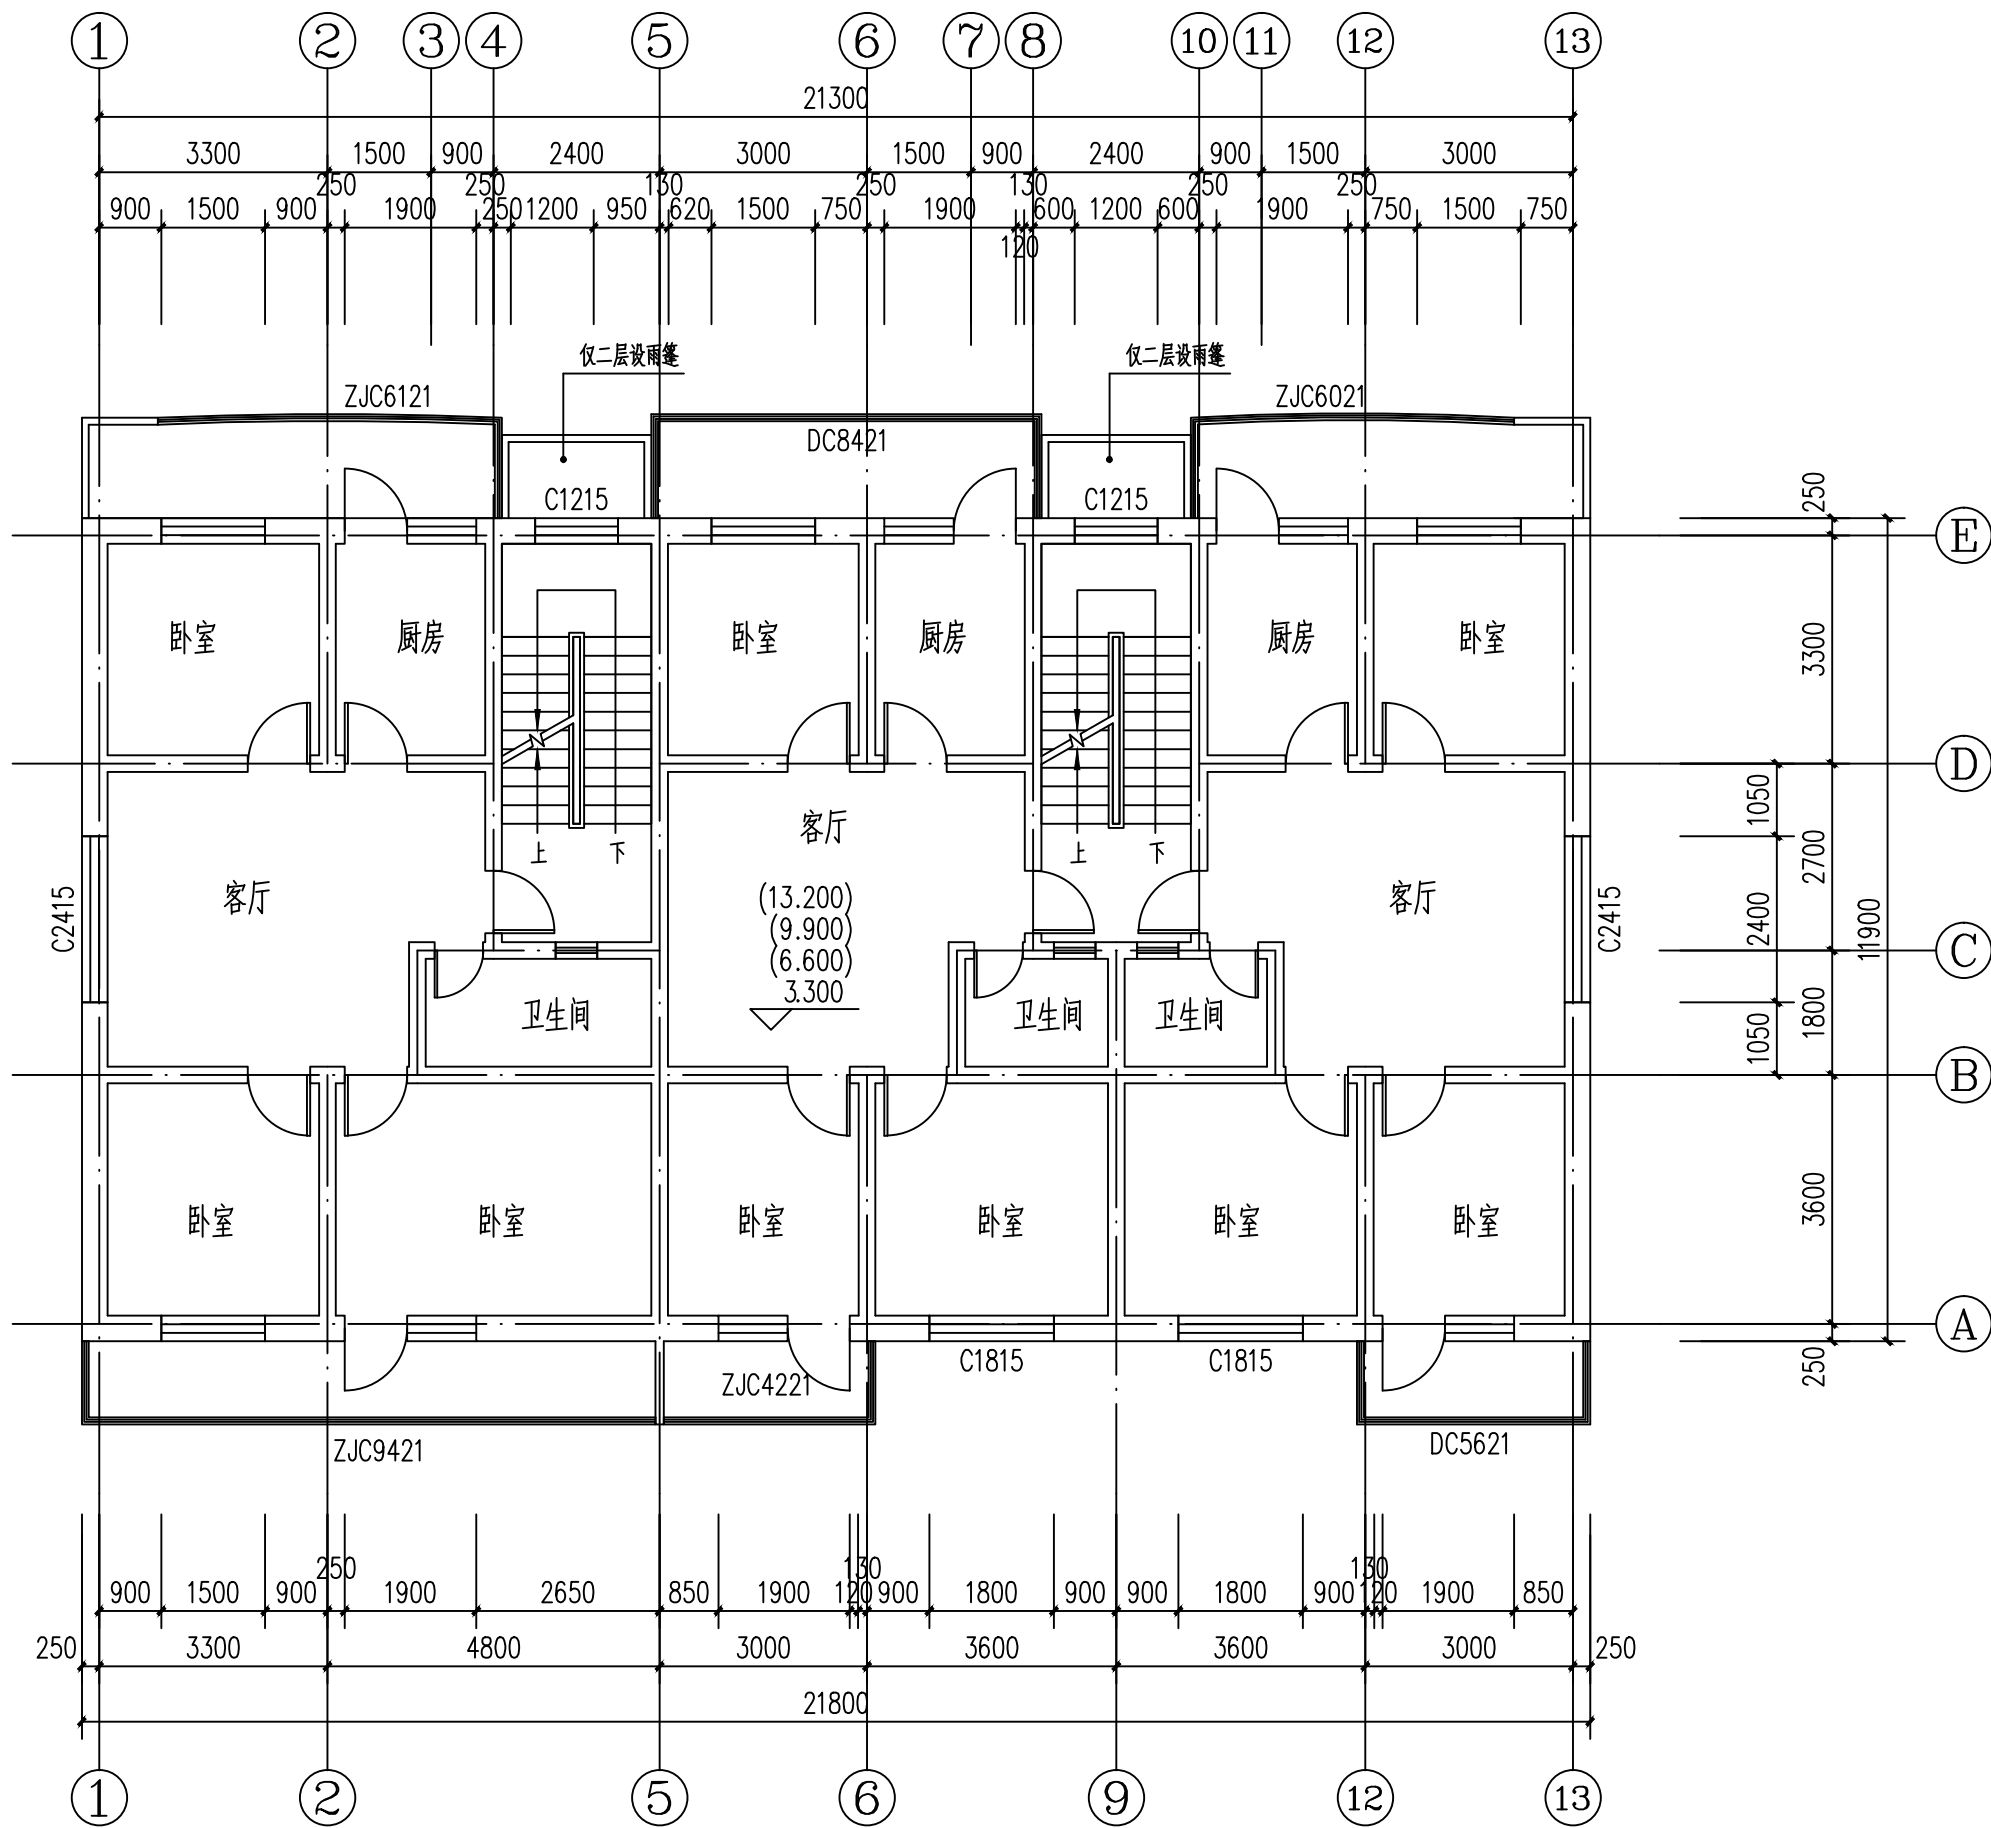 1 2 3 4 5 6 7 8 10 11 12 13
21300
3300 1500 900 2400 3000 1500 900 2400 900 1500 3000
250 250 130 250 130 250 250
900 1500 900 1900 250 1200 950 620 1500 750 1900 600 1200 600 1900 750 1500 750
120
仅二层设雨篷 仅二层设雨篷
ZJC6121 ZJC6021
DC8421
C1215 C1215
250
E
卧室 厨房 卧室 厨房 厨房 卧室
3300
D
1050
客厅
上 下 上 下
2700
客厅 客厅
(13.200)
(9.900)
(6.600)
3.300
C2415 C2415
2400
11900
C
卫生间 卫生间 卫生间
1050
1800
B
卧室 卧室 卧室 卧室 卧室 卧室
3600
A
C1815 C1815
250
ZJC4221
ZJC9421 DC5621
250 130 130
900 1500 900 1900 2650 850 1900 120 900 1800 900 900 1800 900 120 1900 850
250 3300 4800 3000 3600 3600 3000 250
21800
1 2 5 6 9 12 13